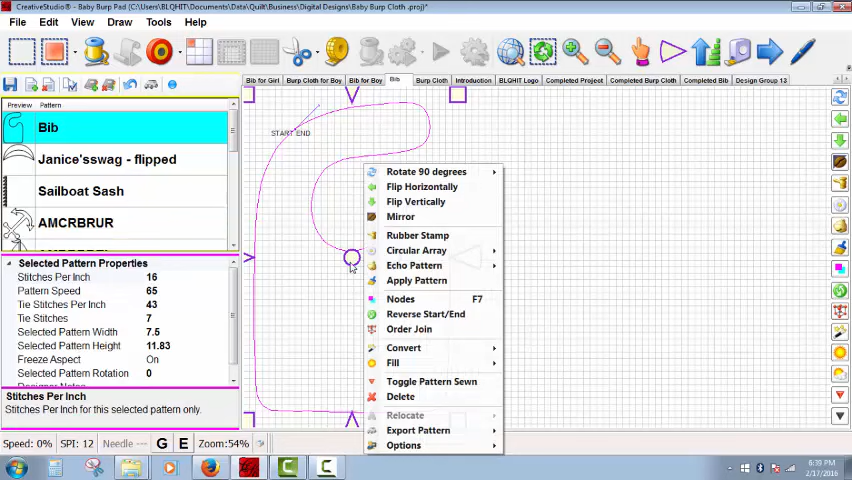 CreativeStudio® - Baby Burp Pad (C:\Users\BLQHIT\Documents\Data\Quilt\Business\Digital Designs\Baby Burp Cloth .proj)*
File Edit View Draw Tools Help
Bib for Girl Burp Cloth for Boy Bib for Boy Bib Burp Cloth Introduction BLQHIT Logo Completed Project Completed Burp Cloth Completed Bib Design Group 13
Preview Pattern
Bib
Janice'sswag - flipped
Sailboat Sash
AMCRBRUR
Selected Pattern Properties
Stitches Per Inch 16
Pattern Speed 65
Tie Stitches Per Inch 43
Tie Stitches 7
Selected Pattern Width 7.5
Selected Pattern Height 11.83
Freeze Aspect On
Selected Pattern Rotation 0
Stitches Per Inch
Stitches Per Inch for this selected pattern only.
START END
Rotate 90 degrees
Flip Horizontally
Flip Vertically
Mirror
Rubber Stamp
Circular Array
Echo Pattern
Apply Pattern
Nodes F7
Reverse Start/End
Order Join
Convert
Fill
Toggle Pattern Sewn
Delete
Relocate
Export Pattern
Options
Speed: 0% SPI: 12 Needle --- G E Zoom:54%
6:39 PM
2/17/2016